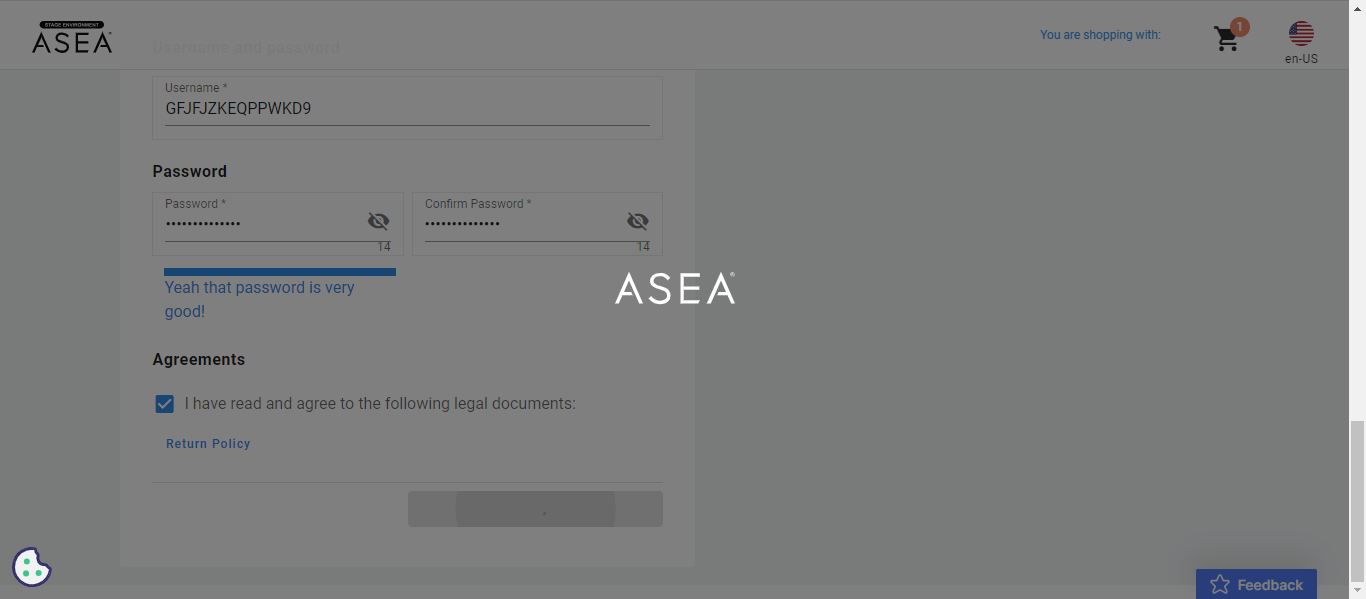 STAGE ENVIRONMENT
ASEA
Username and password
You are shopping with:
1
en-US
Username *
GFJFJZKEQPPWKD9
Password
Password *
••••••••••••••
14
Confirm Password *
••••••••••••••
14
Yeah that password is very
good!
ASEA®
Agreements
I have read and agree to the following legal documents:
Return Policy
Feedback